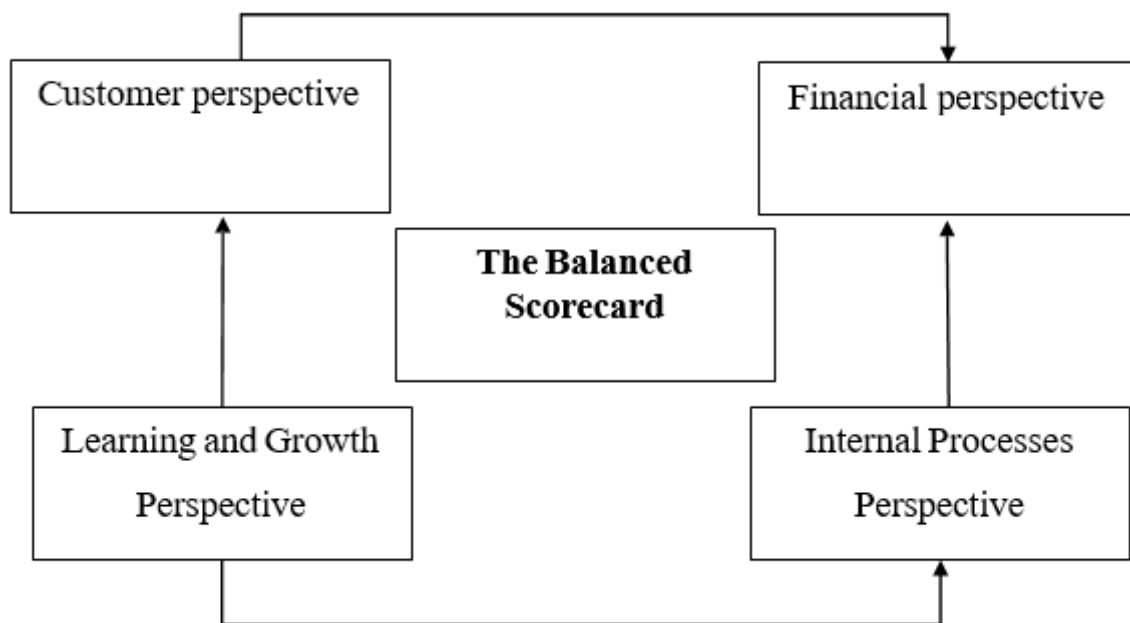 Customer perspective
Financial perspective
The Balanced
Scorecard
Learning and Growth
Perspective
Internal Processes
Perspective